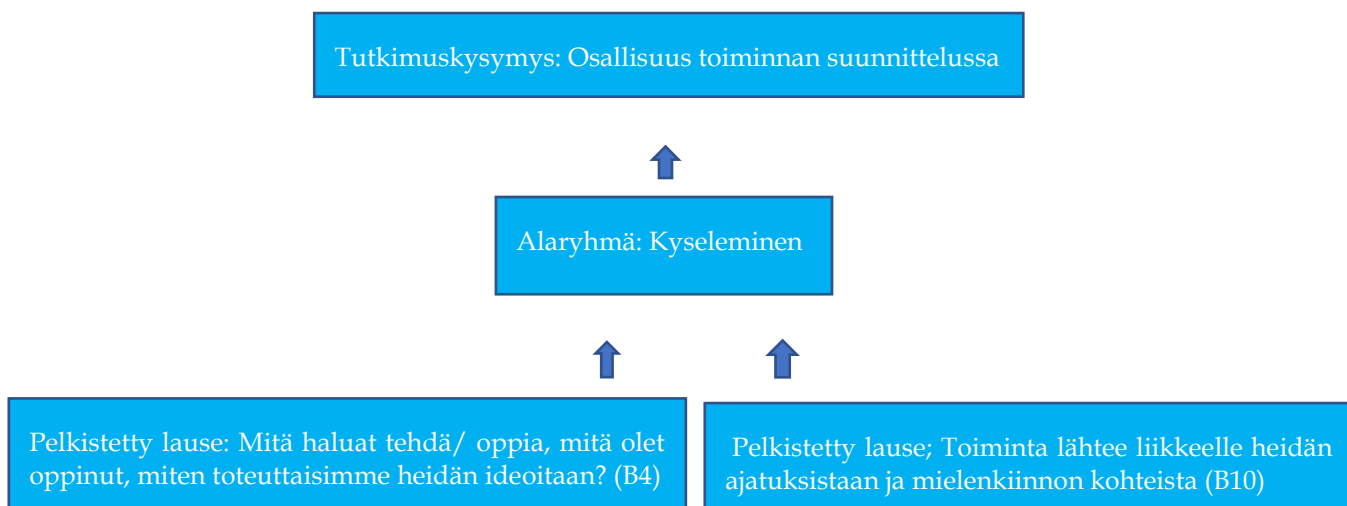 Tutkimuskysymys: Osallisuus toiminnan suunnittelussa
Alaryhmä: Kyseleminen
Pelkistetty lause: Mitä haluat tehdä/ oppia, mitä olet
oppinut, miten toteuttaisimme heidän ideoitaan? (B4)
Pelkistetty lause; Toiminta lähtee liikkeelle heidän
ajatuksistaan ja mielenkiinnon kohteista (B10)